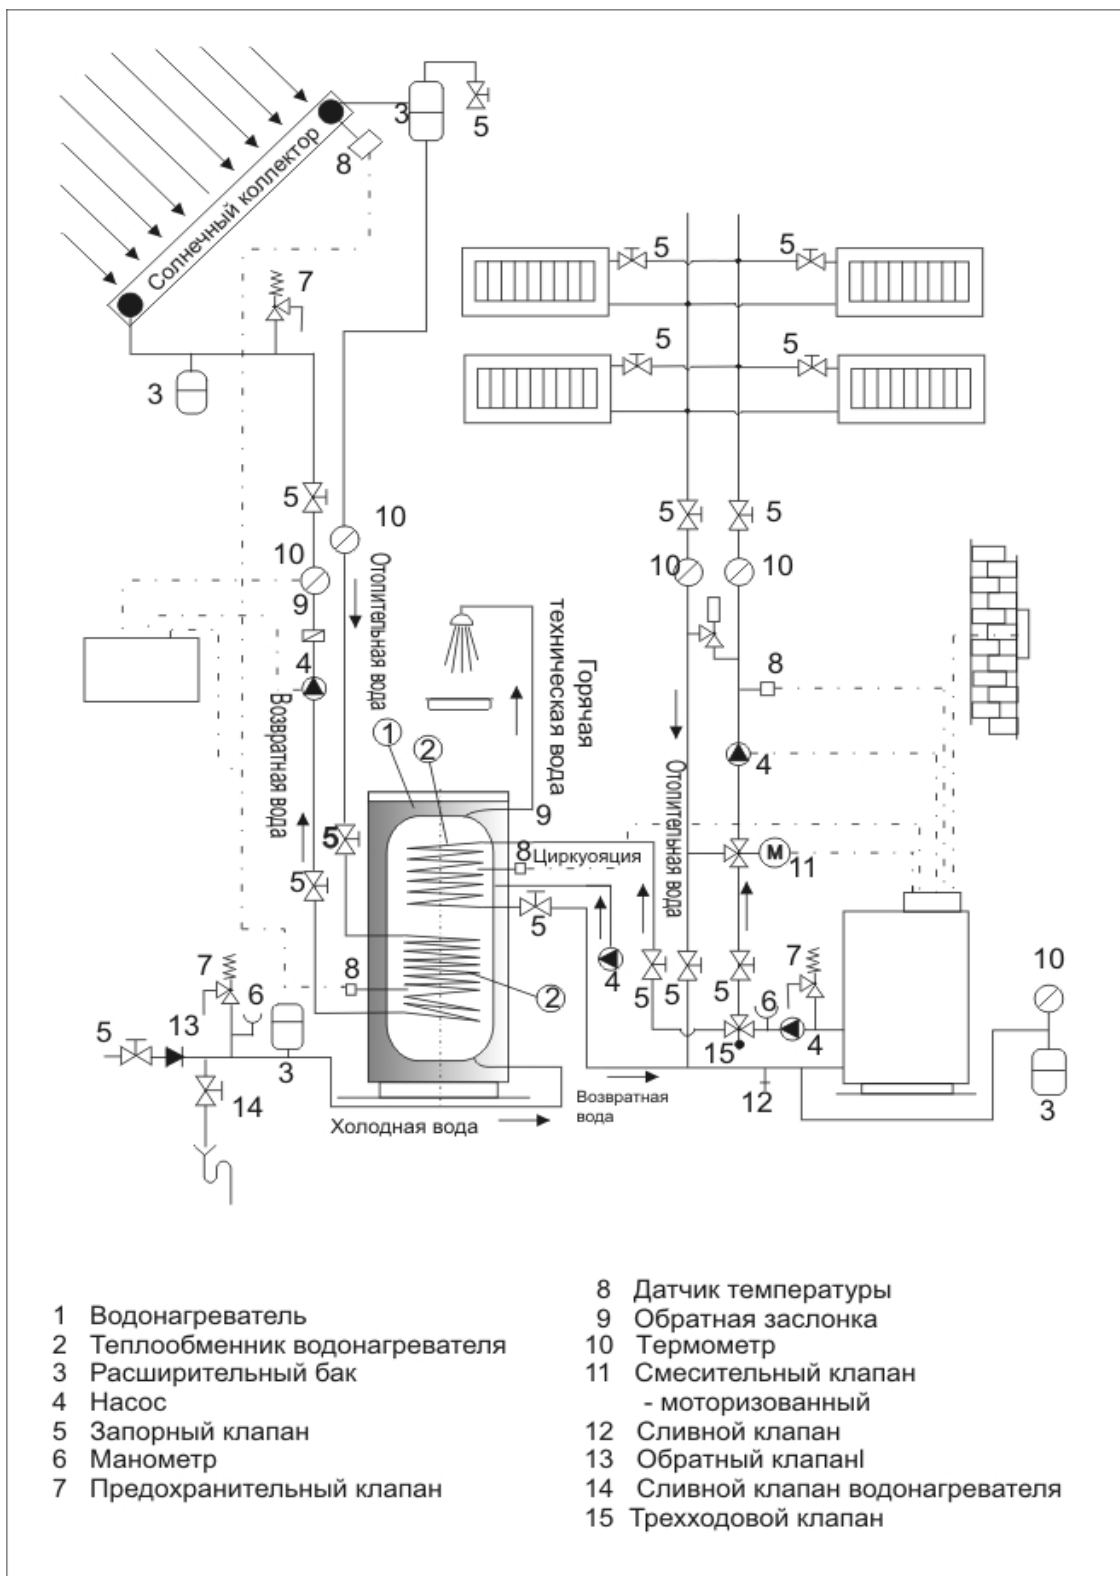 3
5
Солнечный коллектор
8
7
5
5
3
5
5
5
10
5
5
10
10
10
9
Отопительная вода
Горячая
техническая вода
4
8
Возвратная вода
1
2
4
Отопительная вода
9
5
8
Циркуояция
М
11
5
5
7
6
8
2
4
5
5
5
7
10
5
13
6
15
4
3
14
12
3
Возвратная
вода
Холодная вода
1 Водонагреватель
2 Теплообменник водонагревателя
3 Расширительный бак
4 Насос
5 Запорный клапан
6 Манометр
7 Предохранительный клапан
8 Датчик температуры
9 Обратная заслонка
10 Термометр
11 Смесительный клапан
- моторизованный
12 Сливной клапан
13 Обратный клапанl
14 Сливной клапан водонагревателя
15 Трехходовой клапан